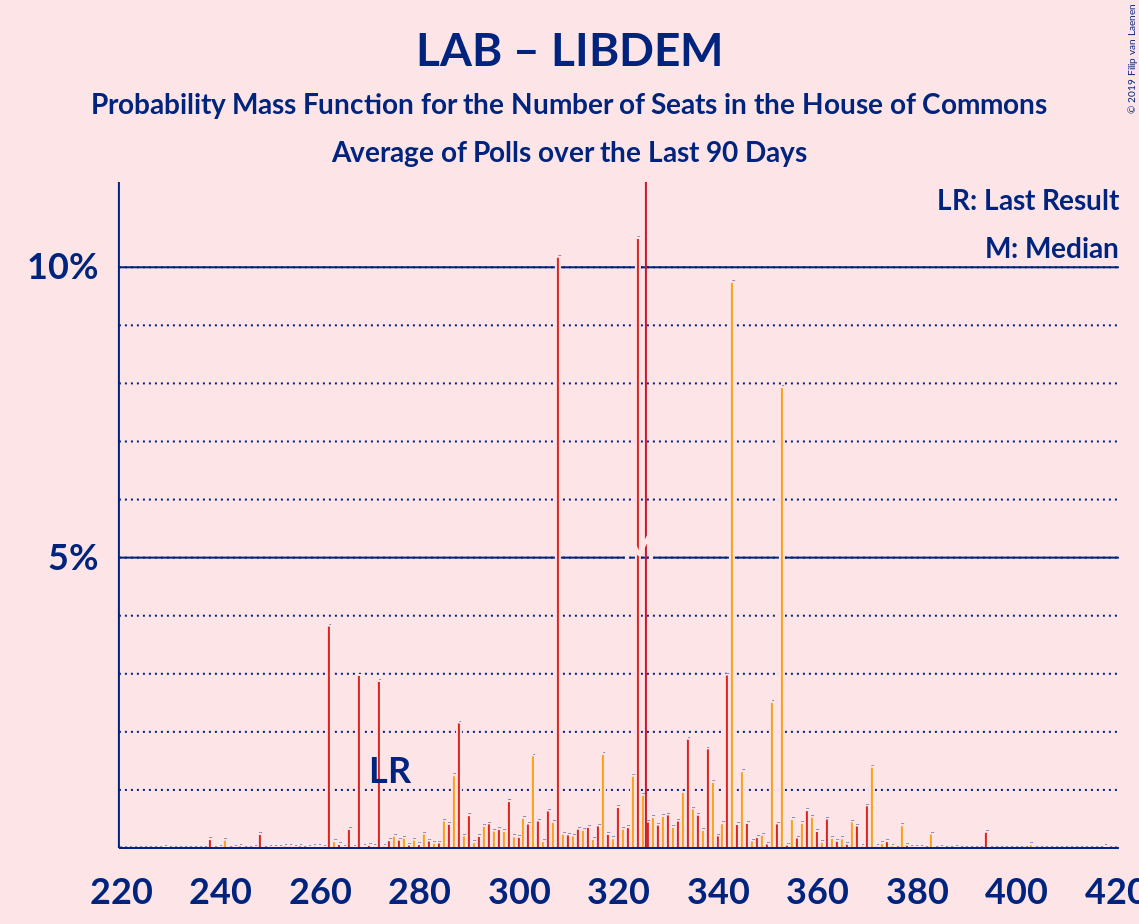 LAB – LIBDEM
Probability Mass Function for the Number of Seats in the House of Commons
Average of Polls over the Last 90 Days
© 2019 Filip van Laenen
LR: Last Result
M: Median
10%
5%
LR
220 240 260 280 300 320 340 360 380 400 420